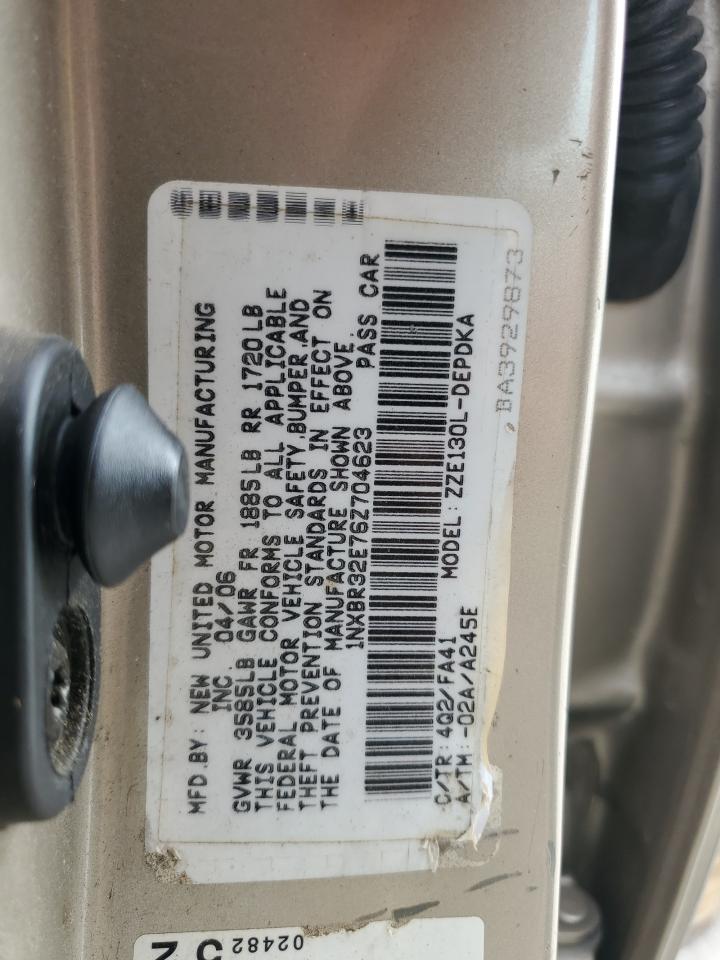 MFD.BY: NEW UNITED MOTOR MANUFACTURING
INC. 04/06
GVWR 3585LB GAWR FR 1885LB RR 1720LB
THIS VEHICLE CONFORMS TO ALL APPLICABLE
FEDERAL MOTOR VEHICLE SAFETY,BUMPER,AND
THEFT PREVENTION STANDARDS IN EFFECT ON
THE DATE OF MANUFACTURE SHOWN ABOVE.
1NXBR32E76Z704623 PASS CAR
C/TR: 4Q2/FA41 MODEL: ZZE130L-DEPDKA
A/TM: -02A/A245E
BA3929873
02482